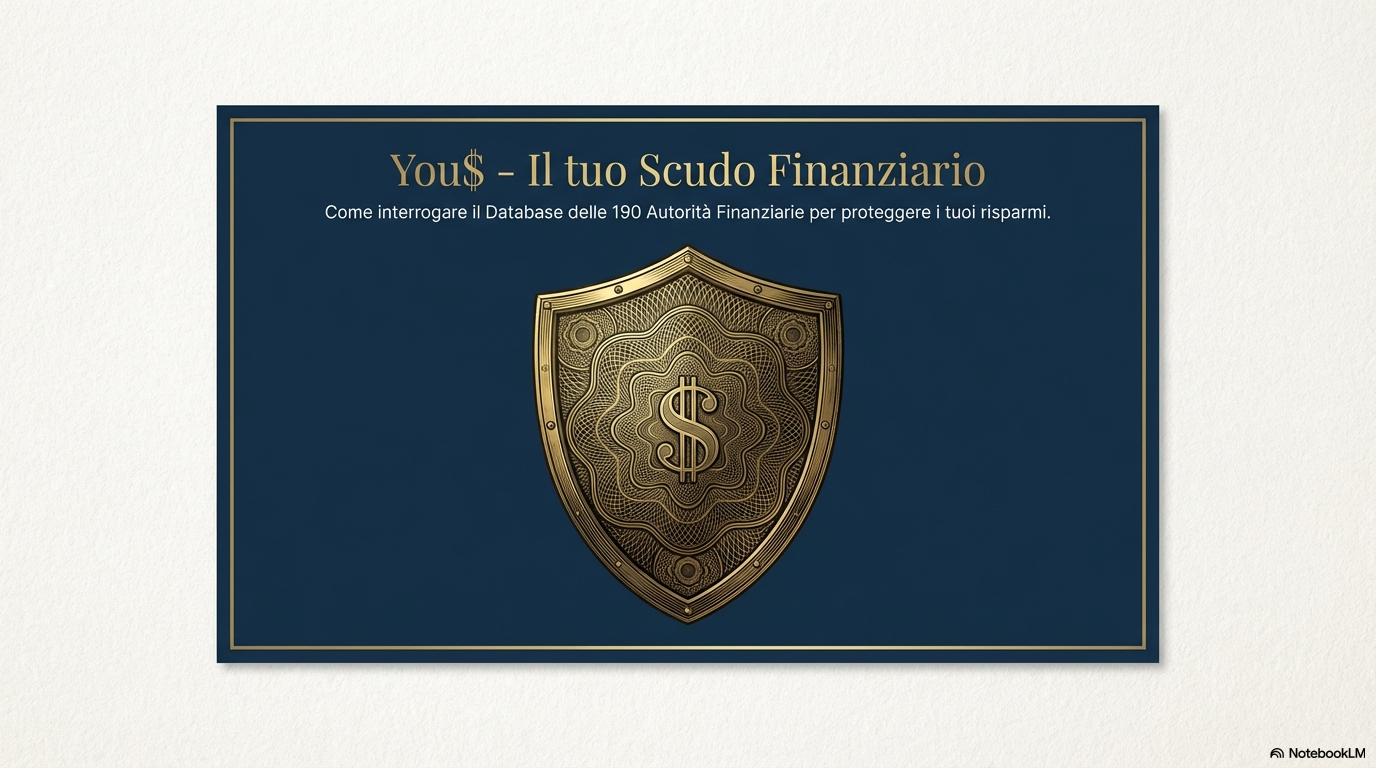 You$ - Il tuo Scudo Finanziario
Come interrogare il Database delle 190 Autorità Finanziarie per proteggere i tuoi risparmi.
$
NotebookLM